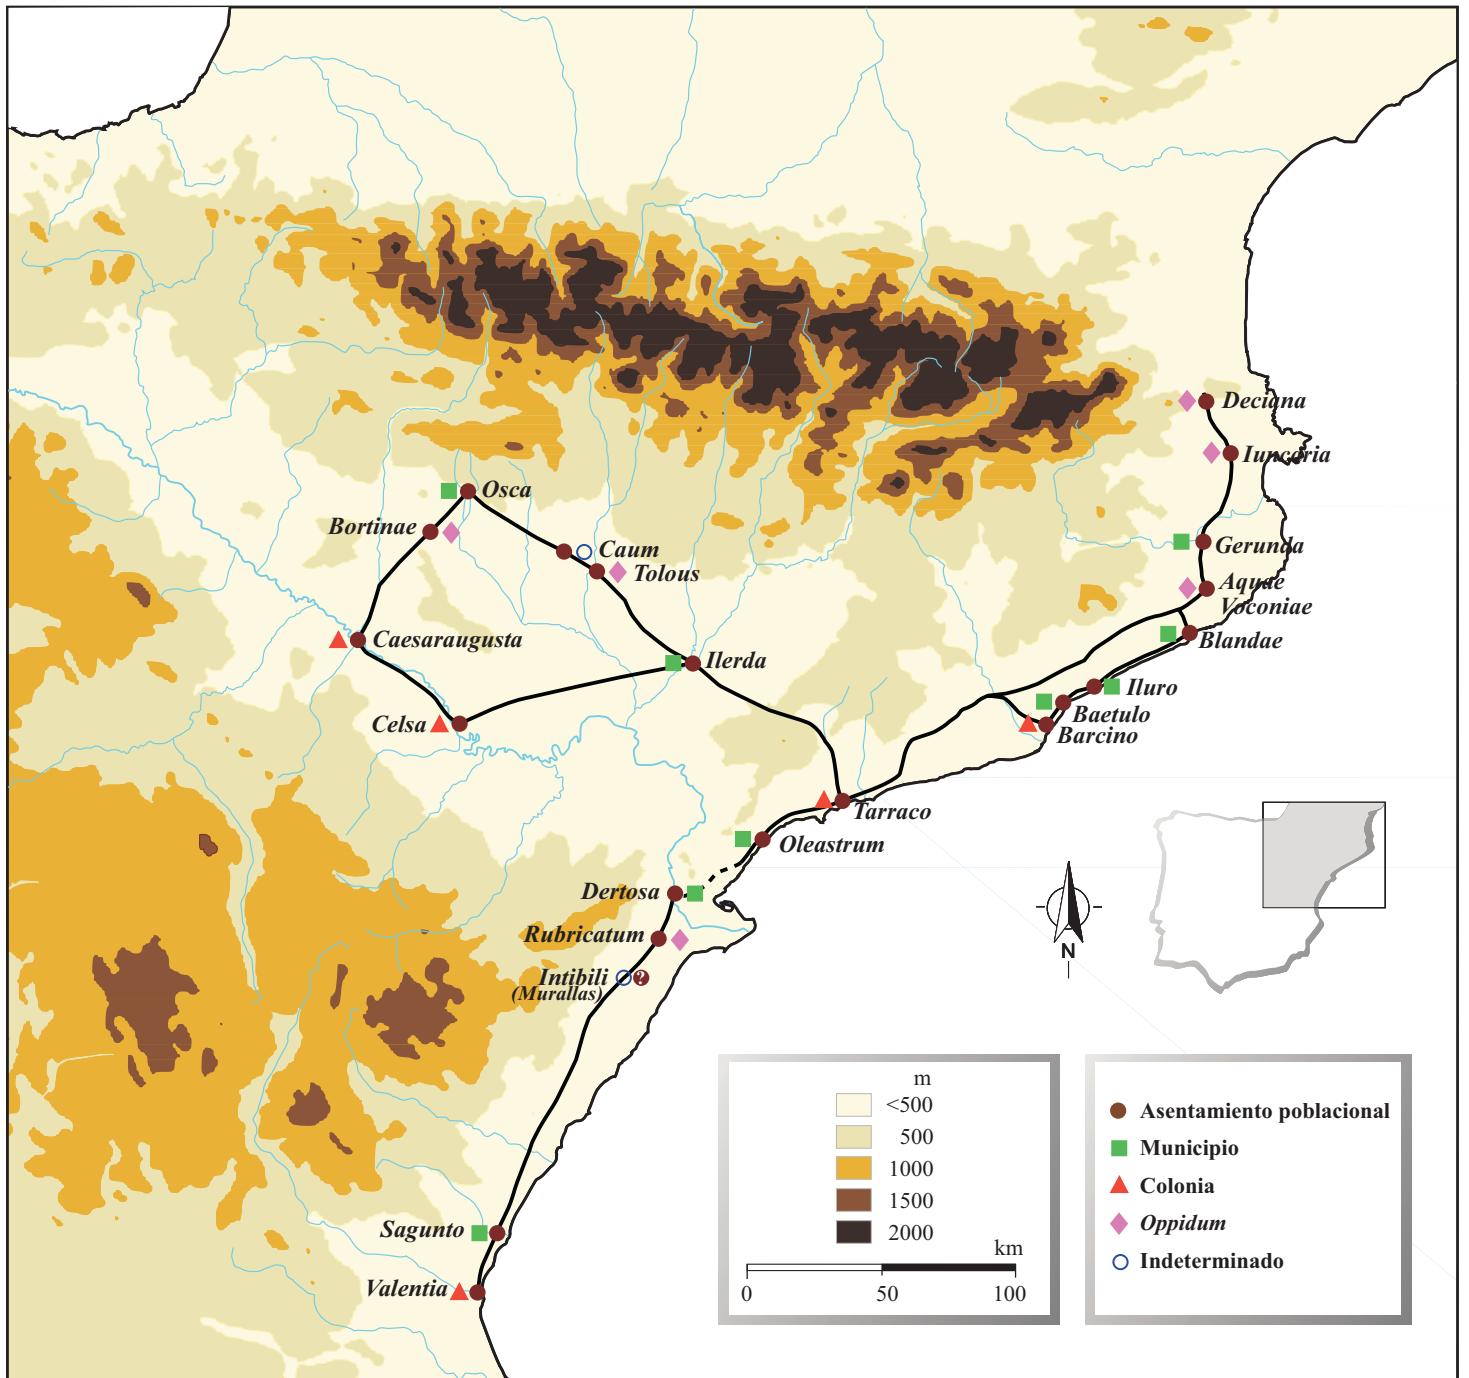 Deciana
Iuncaria
Osca
Bortinae
Caum
Tolous
Gerunda
Aquae
Voconiae
Blandae
Caesaraugusta
Ilerda
Iluro
Celsa
Baetulo
Barcino
Tarraco
Oleastrum
Dertosa
Rubricatum
Intibili
?
(Murallas)
N
Sagunto
Valentia
m
<500
500
1000
1500
2000
km
0 50 100
Asentamiento poblacional
Municipio
Colonia
Oppidum
Indeterminado